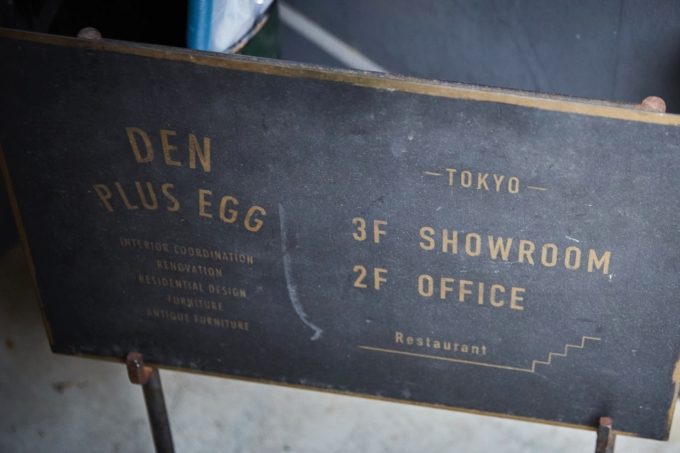 DEN
PLUS EGG
INTERIOR COORDINATION
RENOVATION
RESIDENTIAL DESIGN
FURNITURE
ANTIQUE FURNITURE
—TOKYO—
3F SHOWROOM
2F OFFICE
Restaurant